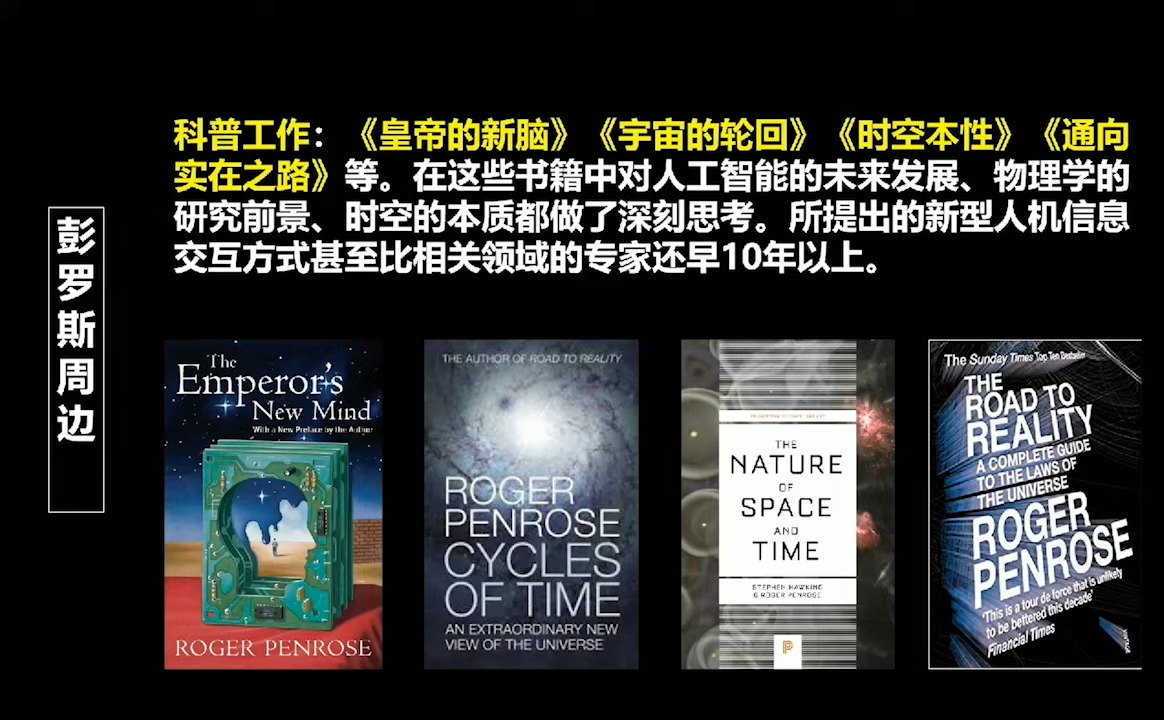 科普工作：《皇帝的新脑》《宇宙的轮回》《时空本性》《通向
实在之路》等。在这些书籍中对人工智能的未来发展、物理学的
研究前景、时空的本质都做了深刻思考。所提出的新型人机信息
交互方式甚至比相关领域的专家还早10年以上。
彭罗斯周边
The
Emperor's
New Mind
With a New Preface by the Author
ROGER PENROSE
THE AUTHOR OF ROAD TO REALITY
ROGER
PENROSE
CYCLES
OF TIME
AN EXTRAORDINARY NEW
VIEW OF THE UNIVERSE
THE
NATURE
OF
SPACE
AND
TIME
STEPHEN HAWKING
& ROGER PENROSE
P
The Sunday Times Top Ten Bestseller
THE
ROAD TO
REALITY
A COMPLETE GUIDE
TO THE LAWS OF
THE UNIVERSE
ROGER
PENROSE
'This is a tour de force that is unlikely
to be bettered this decade'
Financial Times
VINTAGE